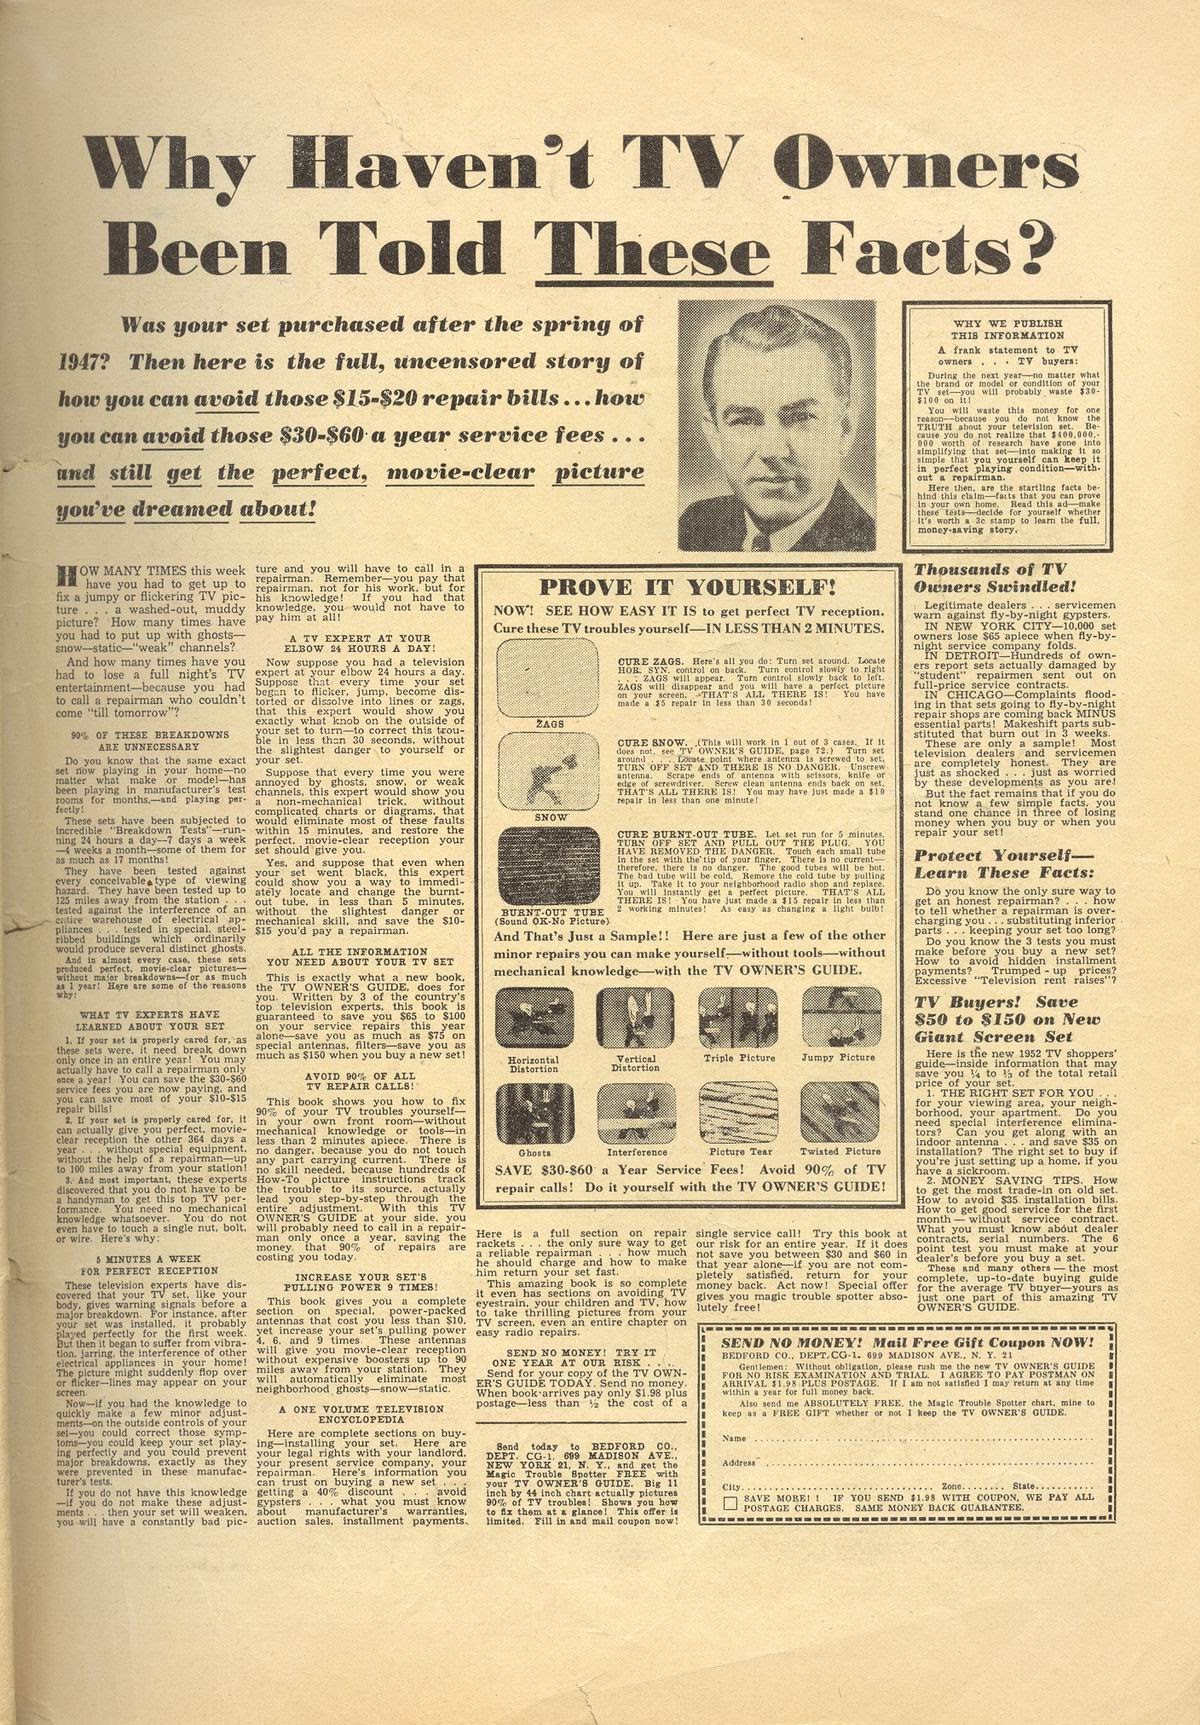 Why Haven't TV Owners
Been Told These Facts?
Was your set purchased after the spring of
1947? Then here is the full, uncensored story of
how you can avoid those $15-$20 repair bills ... how
you can avoid those $30-$60 a year service fees ...
and still get the perfect, movie-clear picture
you've dreamed about!
WHY WE PUBLISH
THIS INFORMATION
A frank statement to TV
owners . . . TV buyers:
During the next year—no matter what
the brand or model or condition of your
TV set—you will probably waste $30-
$100 on it!
You will waste this money for one
reason—because you do not know the
TRUTH about your television set. Be-
cause you do not realize that $400,000,-
000 worth of research have gone into
simplifying that set—into making it so
simple that you yourself can keep it
in perfect playing condition—with-
out a repairman.
Here then, are the startling facts be-
hind this claim—facts that you can prove
in your own home. Read this ad—make
these tests—decide for yourself whether
it's worth a 3c stamp to learn the full,
money-saving story.
HOW MANY TIMES this week
have you had to get up to
fix a jumpy or flickering TV pic-
ture . . . a washed-out, muddy
picture? How many times have
you had to put up with ghosts—
snow—static—"weak" channels?
And how many times have you
had to lose a full night's TV
entertainment—because you had
to call a repairman who couldn't
come "till tomorrow"?
90% OF THESE BREAKDOWNS
ARE UNNECESSARY
Do you know that the same exact
set now playing in your home—no
matter what make or model—has
been playing in manufacturer's test
rooms for months,—and playing per-
fectly!
These sets have been subjected to
incredible "Breakdown Tests"—run-
ning 24 hours a day—7 days a week
—4 weeks a month—some of them for
as much as 17 months!
They have been tested against
every conceivable type of viewing
hazard. They have been tested up to
125 miles away from the station . . .
tested against the interference of an
entire warehouse of electrical ap-
pliances . . . tested in special, steel-
ribbed buildings which ordinarily
would produce several distinct ghosts.
And in almost every case, these sets
produced perfect, movie-clear pictures—
without major breakdowns—for as much
as 1 year! Here are some of the reasons
why:
WHAT TV EXPERTS HAVE
LEARNED ABOUT YOUR SET
1. If your set is properly cared for, as
these sets were, it need break down
only once in an entire year! You may
actually have to call a repairman only
once a year! You can save the $30-$60
service fees you are now paying, and
you can save most of your $10-$15
repair bills!
2. If your set is properly cared for, it
can actually give you perfect, movie-
clear reception the other 364 days a
year . . . without special equipment,
without the help of a repairman—up
to 100 miles away from your station!
3. And most important, these experts
discovered that you do not have to be
a handyman to get this top TV per-
formance. You need no mechanical
knowledge whatsoever. You do not
even have to touch a single nut, bolt,
or wire. Here's why:
5 MINUTES A WEEK
FOR PERFECT RECEPTION
These television experts have dis-
covered that your TV set, like your
body, gives warning signals before a
major breakdown. For instance, after
your set was installed, it probably
played perfectly for the first week.
But then it began to suffer from vibra-
tion, jarring, the interference of other
electrical appliances in your home!
The picture might suddenly flop over
or flicker—lines may appear on your
screen.
Now—if you had the knowledge to
quickly make a few minor adjust-
ments—on the outside controls of your
set—you could correct those symp-
toms—you could keep your set play-
ing perfectly and you could prevent
major breakdowns, exactly as they
were prevented in these manufac-
turer's tests.
If you do not have this knowledge
—if you do not make these adjust-
ments . . . then your set will weaken,
you will have a constantly bad pic-
ture and you will have to call in a
repairman. Remember—you pay that
repairman, not for his work, but for
his knowledge! If you had that
knowledge, you would not have to
pay him at all!
A TV EXPERT AT YOUR
ELBOW 24 HOURS A DAY!
Now suppose you had a television
expert at your elbow 24 hours a day.
Suppose that every time your set
began to flicker, jump, become dis-
torted or dissolve into lines or zags,
that this expert would show you
exactly what knob on the outside of
your set to turn—to correct this trou-
ble in less than 30 seconds, without
the slightest danger to yourself or
your set.
Suppose that every time you were
annoyed by ghosts, snow, or weak
channels, this expert would show you
a non-mechanical trick, without
complicated charts or diagrams, that
would eliminate most of these faults
within 15 minutes, and restore the
perfect, movie-clear reception your
set should give you.
Yes, and suppose that even when
your set went black, this expert
could show you a way to immedi-
ately locate and change the burnt-
out tube, in less than 5 minutes,
without the slightest danger or
mechanical skill, and save the $10-
$15 you'd pay a repairman.
ALL THE INFORMATION
YOU NEED ABOUT YOUR TV SET
This is exactly what a new book,
the TV OWNER'S GUIDE, does for
you. Written by 3 of the country's
top television experts, this book is
guaranteed to save you $65 to $100
on your service repairs this year
alone—save you as much as $75 on
special antennas, filters—save you as
much as $150 when you buy a new set!
AVOID 90% OF ALL
TV REPAIR CALLS!
This book shows you how to fix
90% of your TV troubles yourself—
in your own front room—without
mechanical knowledge or tools—in
less than 2 minutes apiece. There is
no danger, because you do not touch
any part carrying current. There is
no skill needed, because hundreds of
How-To picture instructions track
the trouble to its source, actually
lead you step-by-step through the
entire adjustment. With this TV
OWNER'S GUIDE at your side, you
will probably need to call in a repair-
man only once a year, saving the
money that 90% of repairs are
costing you today.
INCREASE YOUR SET'S
PULLING POWER 9 TIMES!
This book gives you a complete
section on special, power-packed
antennas that cost you less than $10,
yet increase your set's pulling power
4, 6, and 9 times. These antennas
will give you movie-clear reception
without expensive boosters up to 90
miles away from your station. They
will automatically eliminate most
neighborhood ghosts—snow—static.
A ONE VOLUME TELEVISION
ENCYCLOPEDIA
Here are complete sections on buy-
ing—installing your set. Here are
your legal rights with your landlord,
your present service company, your
repairman. Here's information you
can trust on buying a new set . . .
getting a 40% discount . . . avoid
gypsters . . . what you must know
about manufacturer's warranties,
auction sales, installment payments.
PROVE IT YOURSELF!
NOW! SEE HOW EASY IT IS to get perfect TV reception.
Cure these TV troubles yourself—IN LESS THAN 2 MINUTES.
ZAGS
CURE ZAGS. Here's all you do: Turn set around. Locate
HOR. SYN. control on back. Turn control slowly to right
. . . ZAGS will appear. Turn control slowly back to left.
ZAGS will disappear and you will have a perfect picture
on your screen. THAT'S ALL THERE IS! You have
made a $5 repair in less than 30 seconds!
SNOW
CURE SNOW. (This will work in 1 out of 3 cases. If it
does not, see TV OWNER'S GUIDE, page 72.) Turn set
around . . . Locate point where antenna is screwed to set.
TURN OFF SET AND THERE IS NO DANGER. Unscrew
antenna. Scrape ends of antenna with scissors, knife or
edge of screwdriver. Screw clean antenna ends back on set.
THAT'S ALL THERE IS! You may have just made a $10
repair in less than one minute!
BURNT-OUT TUBE
(Sound OK-No Picture)
CURE BURNT-OUT TUBE. Let set run for 5 minutes.
TURN OFF SET AND PULL OUT THE PLUG. YOU
HAVE REMOVED THE DANGER. Touch each small tube
in the set with the tip of your finger. There is no current—
therefore, there is no danger. The good tubes will be hot.
The bad tube will be cold. Remove the cold tube by pulling
it up. Take it to your neighborhood radio shop and replace.
You will instantly get a perfect picture. THAT'S ALL
THERE IS! You have just made a $15 repair in less than
2 working minutes! As easy as changing a light bulb!
And That's Just a Sample!! Here are just a few of the other
minor repairs you can make yourself—without tools—without
mechanical knowledge—with the TV OWNER'S GUIDE.
Horizontal
Distortion
Vertical
Distortion
Triple Picture
Jumpy Picture
Ghosts
Interference
Picture Tear
Twisted Picture
SAVE $30-$60 a Year Service Fees! Avoid 90% of TV
repair calls! Do it yourself with the TV OWNER'S GUIDE!
Here is a full section on repair
rackets . . . the only sure way to get
a reliable repairman . . . how much
he should charge and how to make
him return your set fast.
This amazing book is so complete
it even has sections on avoiding TV
eyestrain, your children and TV, how
to take thrilling pictures from your
TV screen, even an entire chapter on
easy radio repairs.
SEND NO MONEY! TRY IT
ONE YEAR AT OUR RISK . . .
Send for your copy of the TV OWN-
ER'S GUIDE TODAY. Send no money.
When book arrives pay only $1.98 plus
postage—less than ½ the cost of a
single service call! Try this book at
our risk for an entire year. If it does
not save you between $30 and $60 in
that year alone—if you are not com-
pletely satisfied, return for your
money back. Act now! Special offer
gives you magic trouble spotter abso-
lutely free!
Send today to BEDFORD CO.,
DEPT. CG-1, 699 MADISON AVE.,
NEW YORK 21, N. Y., and get the
Magic Trouble Spotter FREE with
your TV OWNER'S GUIDE. Big 11
inch by 44 inch chart actually pictures
90% of TV troubles! Shows you how
to fix them at a glance! This offer is
limited. Fill in and mail coupon now!
Thousands of TV
Owners Swindled!
Legitimate dealers . . . servicemen
warn against fly-by-night gypsters.
IN NEW YORK CITY—10,000 set
owners lose $65 apiece when fly-by-
night service company folds.
IN DETROIT—Hundreds of own-
ers report sets actually damaged by
"student" repairmen sent out on
full-price service contracts.
IN CHICAGO—Complaints flood-
ing in that sets going to fly-by-night
repair shops are coming back MINUS
essential parts! Makeshift parts sub-
stituted that burn out in 3 weeks.
These are only a sample! Most
television dealers and servicemen
are completely honest. They are
just as shocked . . . just as worried
by these developments as you are!
But the fact remains that if you do
not know a few simple facts, you
stand one chance in three of losing
money when you buy or when you
repair your set!
Protect Yourself—
Learn These Facts:
Do you know the only sure way to
get an honest repairman? . . . how
to tell whether a repairman is over-
charging you . . . substituting inferior
parts . . . keeping your set too long?
Do you know the 3 tests you must
make before you buy a new set?
How to avoid hidden installment
payments? Trumped-up prices?
Excessive "Television rent raises"?
TV Buyers! Save
$50 to $150 on New
Giant Screen Set
Here is the new 1952 TV shoppers'
guide—inside information that may
save you ¼ to ⅓ of the total retail
price of your set.
1. THE RIGHT SET FOR YOU . . .
for your viewing area, your neigh-
borhood, your apartment. Do you
need special interference elimina-
tors? Can you get along with an
indoor antenna . . . and save $35 on
installation? The right set to buy if
you're just setting up a home, if you
have a sickroom.
2. MONEY SAVING TIPS. How
to get the most trade-in on old set.
How to avoid $35 installation bills.
How to get good service for the first
month — without service contract.
What you must know about dealer
contracts, serial numbers. The 6
point test you must make at your
dealer's before you buy a set.
These and many others — the most
complete, up-to-date buying guide
for the average TV buyer—yours as
just one part of this amazing TV
OWNER'S GUIDE.
SEND NO MONEY! Mail Free Gift Coupon NOW!
BEDFORD CO., DEPT. CG-1, 699 MADISON AVE., N. Y. 21
Gentlemen: Without obligation, please rush me the new TV OWNER'S GUIDE
FOR NO RISK EXAMINATION AND TRIAL. I AGREE TO PAY POSTMAN ON
ARRIVAL $1.98 PLUS POSTAGE. If I am not satisfied I may return at any time
within a year for full money back.
Also send me ABSOLUTELY FREE, the Magic Trouble Spotter chart, mine to
keep as a FREE GIFT whether or not I keep the TV OWNER'S GUIDE.
Name
Address
City Zone State
SAVE MORE! ! IF YOU SEND $1.98 WITH COUPON, WE PAY ALL
POSTAGE CHARGES. SAME MONEY BACK GUARANTEE.